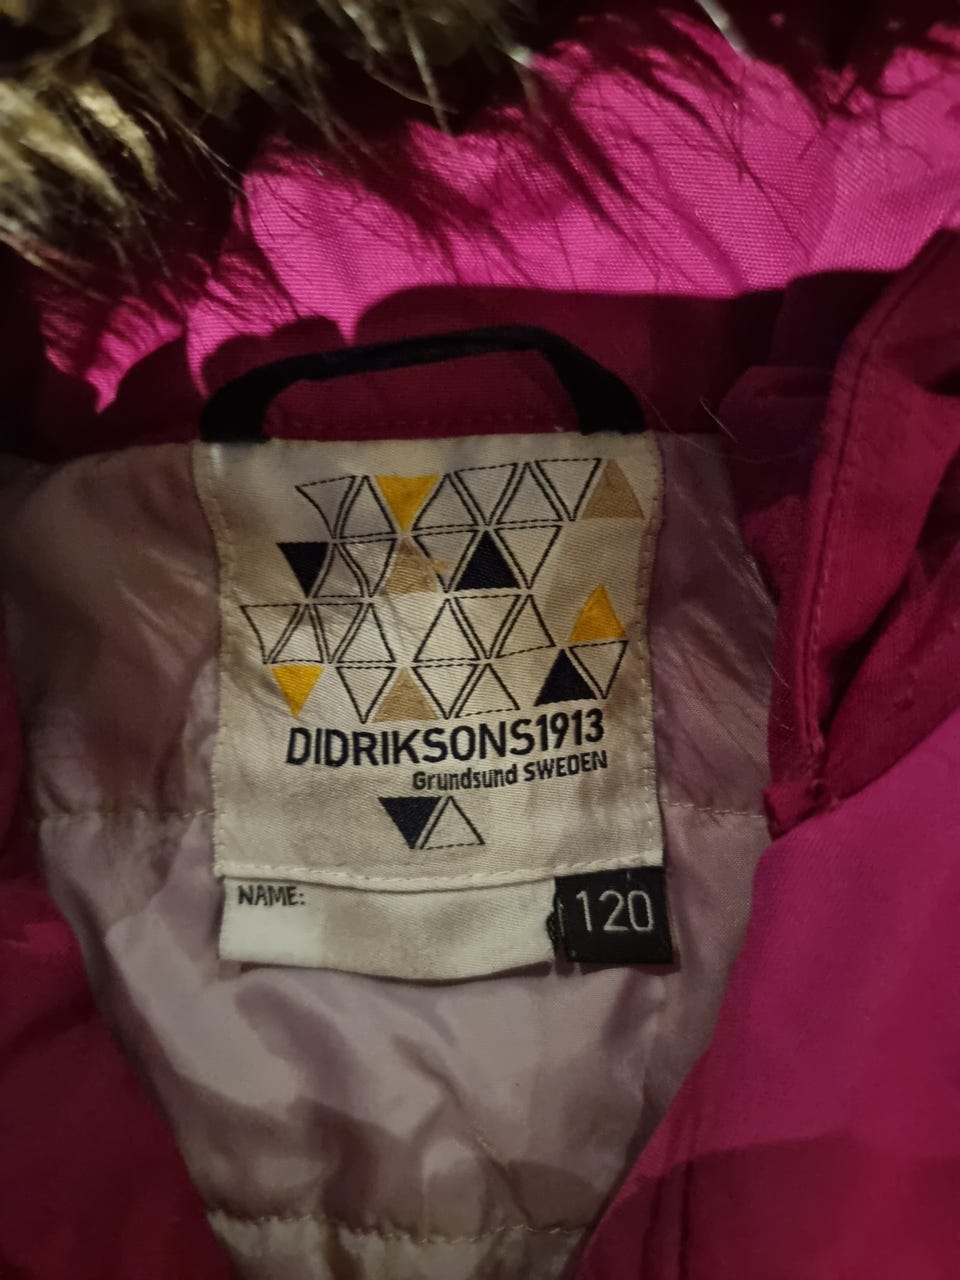 DIDRIKSONS1913
Grundsund SWEDEN
NAME:
120